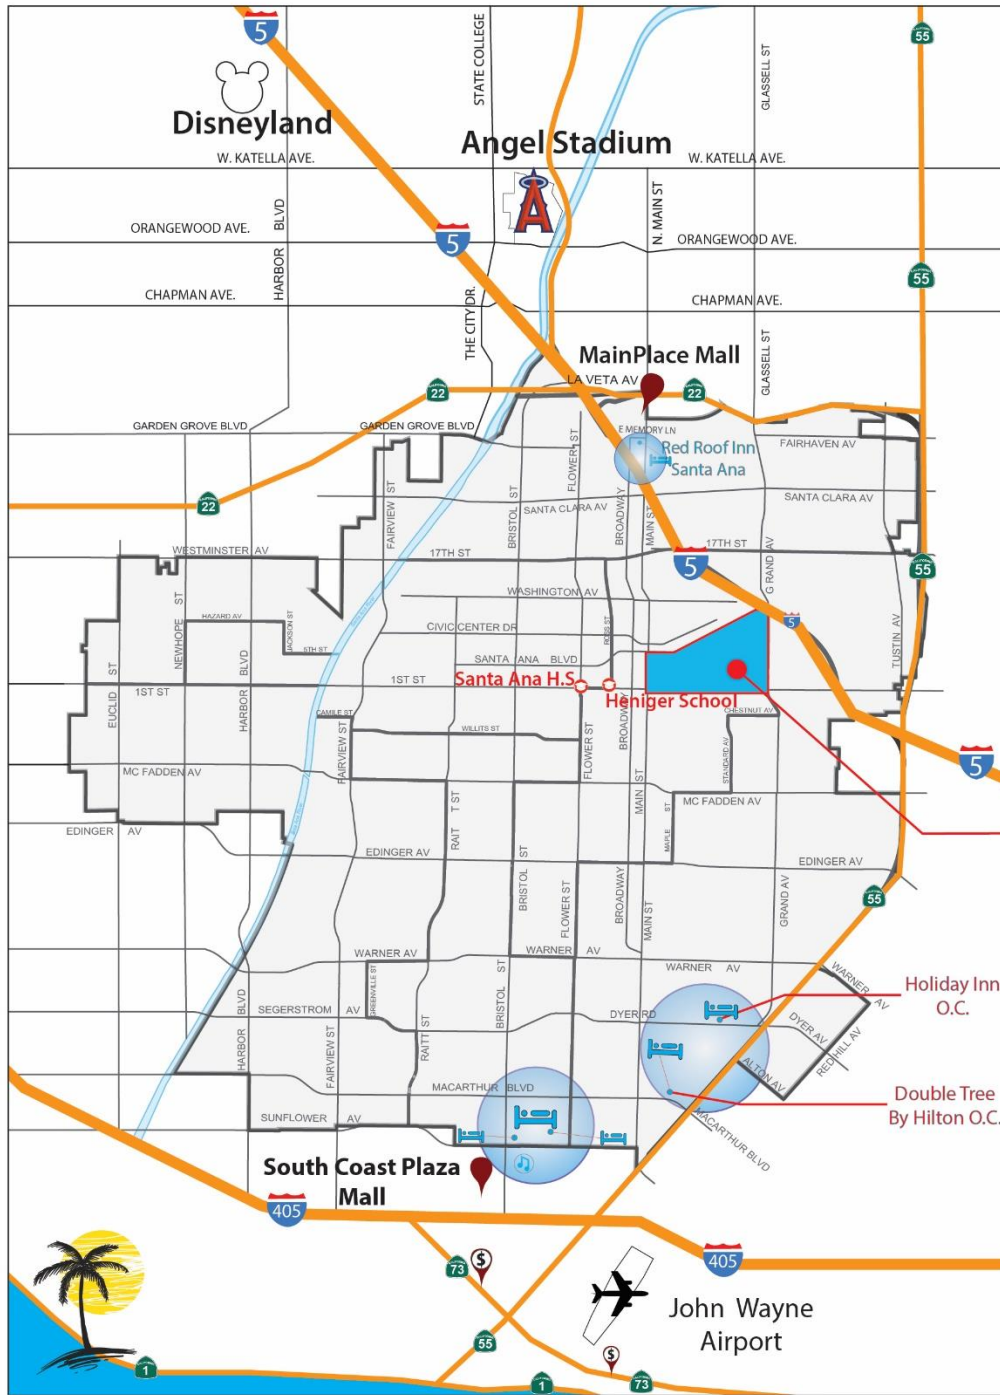 5
STATE COLLEGE
GLASSELL ST
55
Disneyland
Angel Stadium
W. KATELLA AVE.
W. KATELLA AVE.
A
HARBOR BLVD
N. MAIN ST
ORANGEWOOD AVE.
5
ORANGEWOOD AVE.
55
CHAPMAN AVE.
THE CITY DR.
CHAPMAN AVE.
GLASSELL ST
MainPlace Mall
LA VETA AV
22
22
GARDEN GROVE BLVD
GARDEN GROVE BLVD
E MEMORY LN
FAIRHAVEN AV
Red Roof Inn
Santa Ana
FLOWER ST
FAIRVIEW ST
BRISTOL ST
BROADWAY
MAIN ST
SANTA CLARA AV
SANTA CLARA AV
22
WESTMINSTER AV
17TH ST
17TH ST
5
55
GRAND AV
WASHINGTON AV
NEWHOPE ST
HAZARD AV
JACKSON ST
5TH ST
CIVIC CENTER DR
ROSS ST
5
TUSTIN AV
SANTA ANA BLVD
EUCLID ST
HARBOR BLVD
1ST ST
1ST ST
Santa Ana H.S
Heniger School
CAMILE ST
CHESTNUT AV
FAIRVIEW ST
WILLITS ST
FLOWER ST
BROADWAY
STANDARD AV
5
MC FADDEN AV
MAIN ST
MC FADDEN AV
RAIT T ST
MAPLE ST
EDINGER AV
EDINGER AV
EDINGER AV
BRISTOL ST
FLOWER ST
BROADWAY
MAIN ST
GRAND AV
55
WARNER AV
WARNER AV
WARNER AV
WARNER AV
GREENVILLE ST
BRISTOL ST
Holiday Inn
O.C.
HARBOR BLVD
SEGERSTROM AV
DYER RD
DYER AV
RED HILL AV
FAIRVIEW ST
RAITT ST
ALTON AV
MACARTHUR BLVD
Double Tree
By Hilton O.C.
SUNFLOWER AV
MACARTHUR BLVD
South Coast Plaza
Mall
405
405
73
$
John Wayne
Airport
55
$
1
1
73